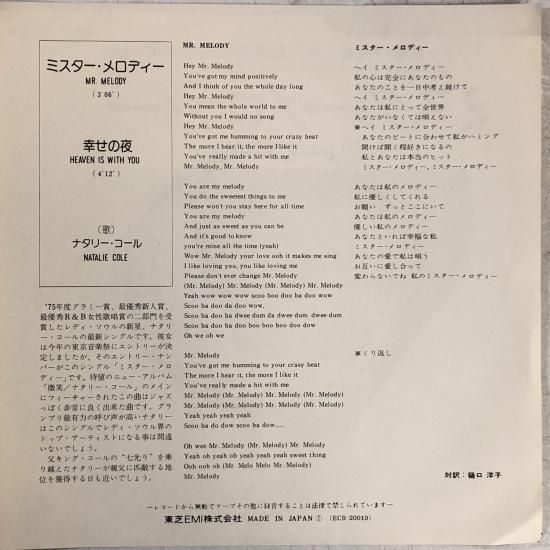 ミスター・メロディー
MR. MELODY
(3′06″)
幸せの夜
HEAVEN IS WITH YOU
(4′12″)
(歌)
ナタリー・コール
NATALIE COLE
'75年度グラミー賞、最優秀新人賞、
最優秀R&B女性歌唱賞の二部門を受
賞したレディ・ソウルの新星、ナタリ
ー・コールの最新シングルです。彼女
は今年の東京音楽祭にエントリーが決
定しましたが、そのエントリー・ナン
バーがこのシングル「ミスター・メロ
ディー」です。待望のニュー・アルバム
「微笑/ナタリー・コール」のメイン
にフィーチャーされたこの曲はジャズ
っぽく非常に良く出来た曲です。グラ
ンプリ最有力の呼び声が高いナタリー
はこのシングルでレディ・ソウル界の
トップ・アーティストになる事は間違
いないでしょう。
父キング・コールの“七光り”を乗
り越えたナタリーが親父に匹敵する地
位を獲得する日も近いでしょう。
MR. MELODY
Hey Mr. Melody
You've got my mind positively
And I think of you the whole day long
Hey Mr. Melody
You mean the whole world to me
Without you I would no song
Hey Mr. Melody
You've got me humming to your crazy beat
The more I hear it, the more I like it
You've really made a hit with me
Mr. Melody, Mr. Melody
You are my melody
You do the sweetest things to me
Please won't you stay here for all time
You are my melody
And just as sweet as you can be
And it's good to know
you're mine all the time (yeah)
Wow Mr. Melody your love ooh it makes me sing
I like loving you, you like loving me
Please don't ever change Mr. Melody
(Mr. Melody) Mr. Melody (Mr. Melody) Mr. Melody
Yeah wow wow wow scoo boo doo ba doo wow
Scoo ba doo da doo wow,
Scoo ba doo ba dwee dum da dwee dum doo wow
Scoo ba doo ba doo boo boo boo doo dow
Oh we oh we
Mr. Melody
You've got me humming to your crazy beat
The more I hear it, the more I like it
You've really made a hit with me
Mr. Melody (Mr. Melody) Mr. Melody (Mr. Melody)
Mr. Melody (Mr. Melody) Mr. Melody (Mr. Melody)
Yeah yeah yeah yeah
Scoo ba do dow scoo ba dow.....
Oh wee Mr. Melody (Mr. Melody) Mr. Melody
Yeah oh yeah oh yeah yeah yeah sweet thing
Ooh ooh oh (Mr. Melo Melo Mr. Melody)
Mr. Melody
ミスター・メロディー
ヘイ ミスター・メロディー
私の心は完全にあなたのもの
あなたのことを一日中考え続けて
ヘイ ミスター・メロディー
あなたは私にとって全世界
あなたがいなくては唄えない
※ヘイ ミスター・メロディー
あなたのビートに合わせて私がハミング
聞けば聞く程好きになるの
私とあなたは本当のヒット
ミスター・メロディー, ミスター・メロディー
あなたは私のメロディー
私に優しくしてくれる
お願い ずっとここにいて
あなたは私のメロディー
優しい私のメロディー
あなたといれば幸福な私
ミスター・メロディー
あなたの愛で私は唄う
お互いに愛し合って
変わらないでね 私のミスター・メロディー
※くり返し
対訳：樋口 洋子
—レコードから無断でテープその他に録音することは法律で禁じられています—
東芝EMI株式会社 MADE IN JAPAN Ⓣ (ECR-20019)